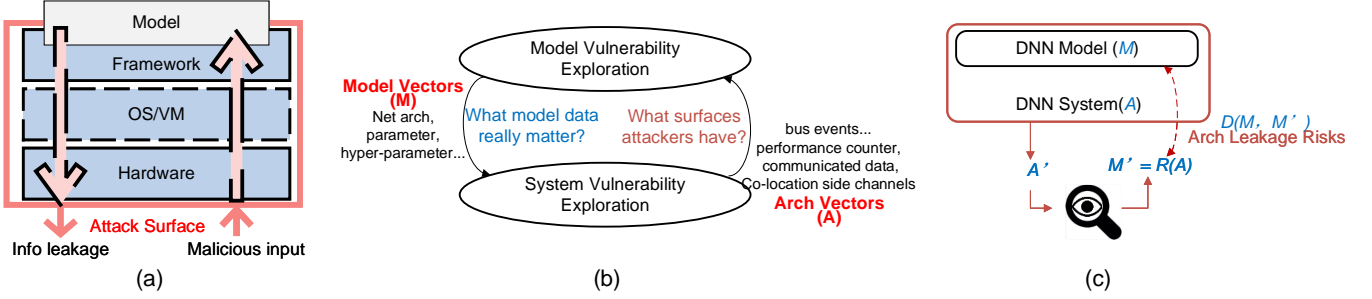 Model
Framework
OS/VM
Hardware
Attack Surface
Info leakage
Malicious input
(a)
Model Vulnerability
Exploration
Model Vectors
(M)
Net arch,
parameter,
hyper-parameter...
What model data
really matter?
What surfaces
attackers have?
bus events...
performance counter,
communicated data,
Co-location side channels
Arch Vectors
(A)
System Vulnerability
Exploration
(b)
DNN Model (M)
DNN System(A)
D(M, M’)
Arch Leakage Risks
A’
M’ = R(A)
(c)